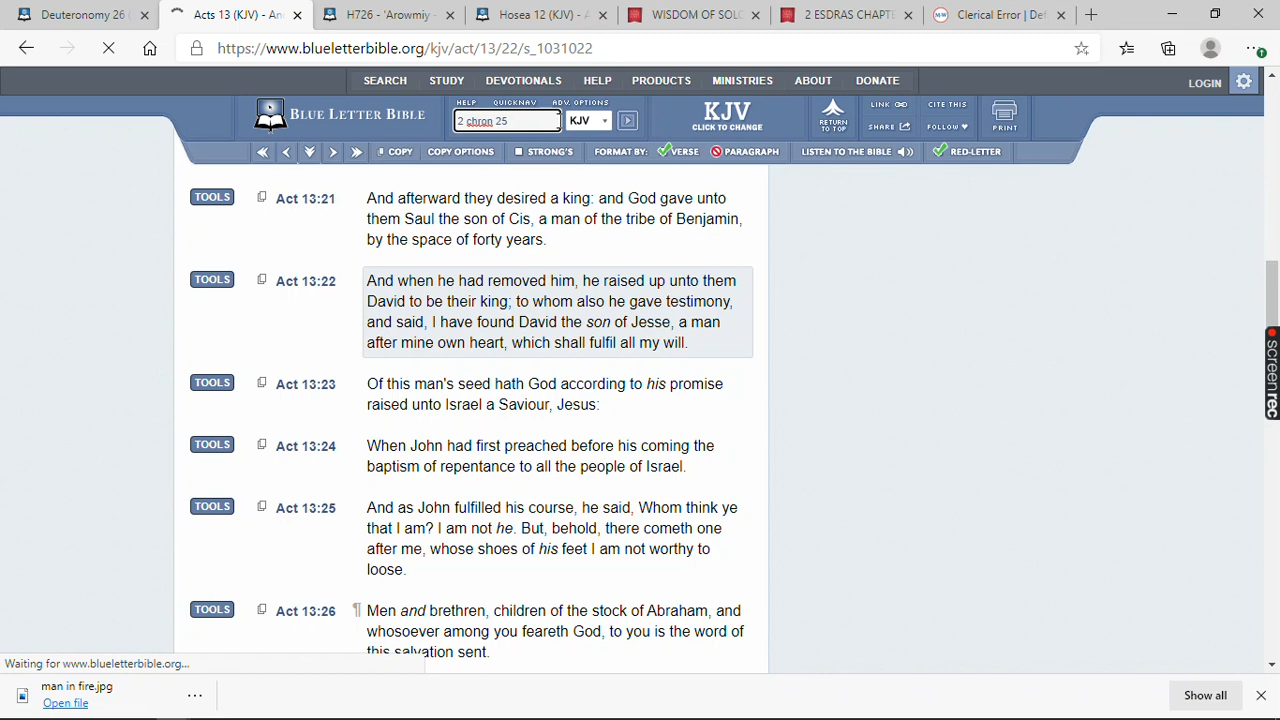 Deuteronomy 26 (
Acts 13 (KJV) - An
H726 - 'Arowmiy -
Hosea 12 (KJV) - A
WISDOM OF SOLO
2 ESDRAS CHAPTE
Clerical Error | Def
https://www.blueletterbible.org/kjv/act/13/22/s_1031022
SEARCH STUDY DEVOTIONALS HELP PRODUCTS MINISTRIES ABOUT DONATE
LOGIN
BLUE LETTER BIBLE
HELP QUICKNAV ADV. OPTIONS
2 chron 25 KJV
KJV
CLICK TO CHANGE
RETURN
TO TOP
LINK CITE THIS
SHARE FOLLOW
PRINT
COPY COPY OPTIONS STRONG'S FORMAT BY: VERSE PARAGRAPH LISTEN TO THE BIBLE RED-LETTER
TOOLS Act 13:21 And afterward they desired a king: and God gave unto
them Saul the son of Cis, a man of the tribe of Benjamin,
by the space of forty years.
TOOLS Act 13:22 And when he had removed him, he raised up unto them
David to be their king; to whom also he gave testimony,
and said, I have found David the son of Jesse, a man
after mine own heart, which shall fulfil all my will.
TOOLS Act 13:23 Of this man's seed hath God according to his promise
raised unto Israel a Saviour, Jesus:
TOOLS Act 13:24 When John had first preached before his coming the
baptism of repentance to all the people of Israel.
TOOLS Act 13:25 And as John fulfilled his course, he said, Whom think ye
that I am? I am not he. But, behold, there cometh one
after me, whose shoes of his feet I am not worthy to
loose.
TOOLS Act 13:26 ¶ Men and brethren, children of the stock of Abraham, and
whosoever among you feareth God, to you is the word of
this salvation sent.
screenrec
Waiting for www.blueletterbible.org...
man in fire.jpg
Open file
Show all